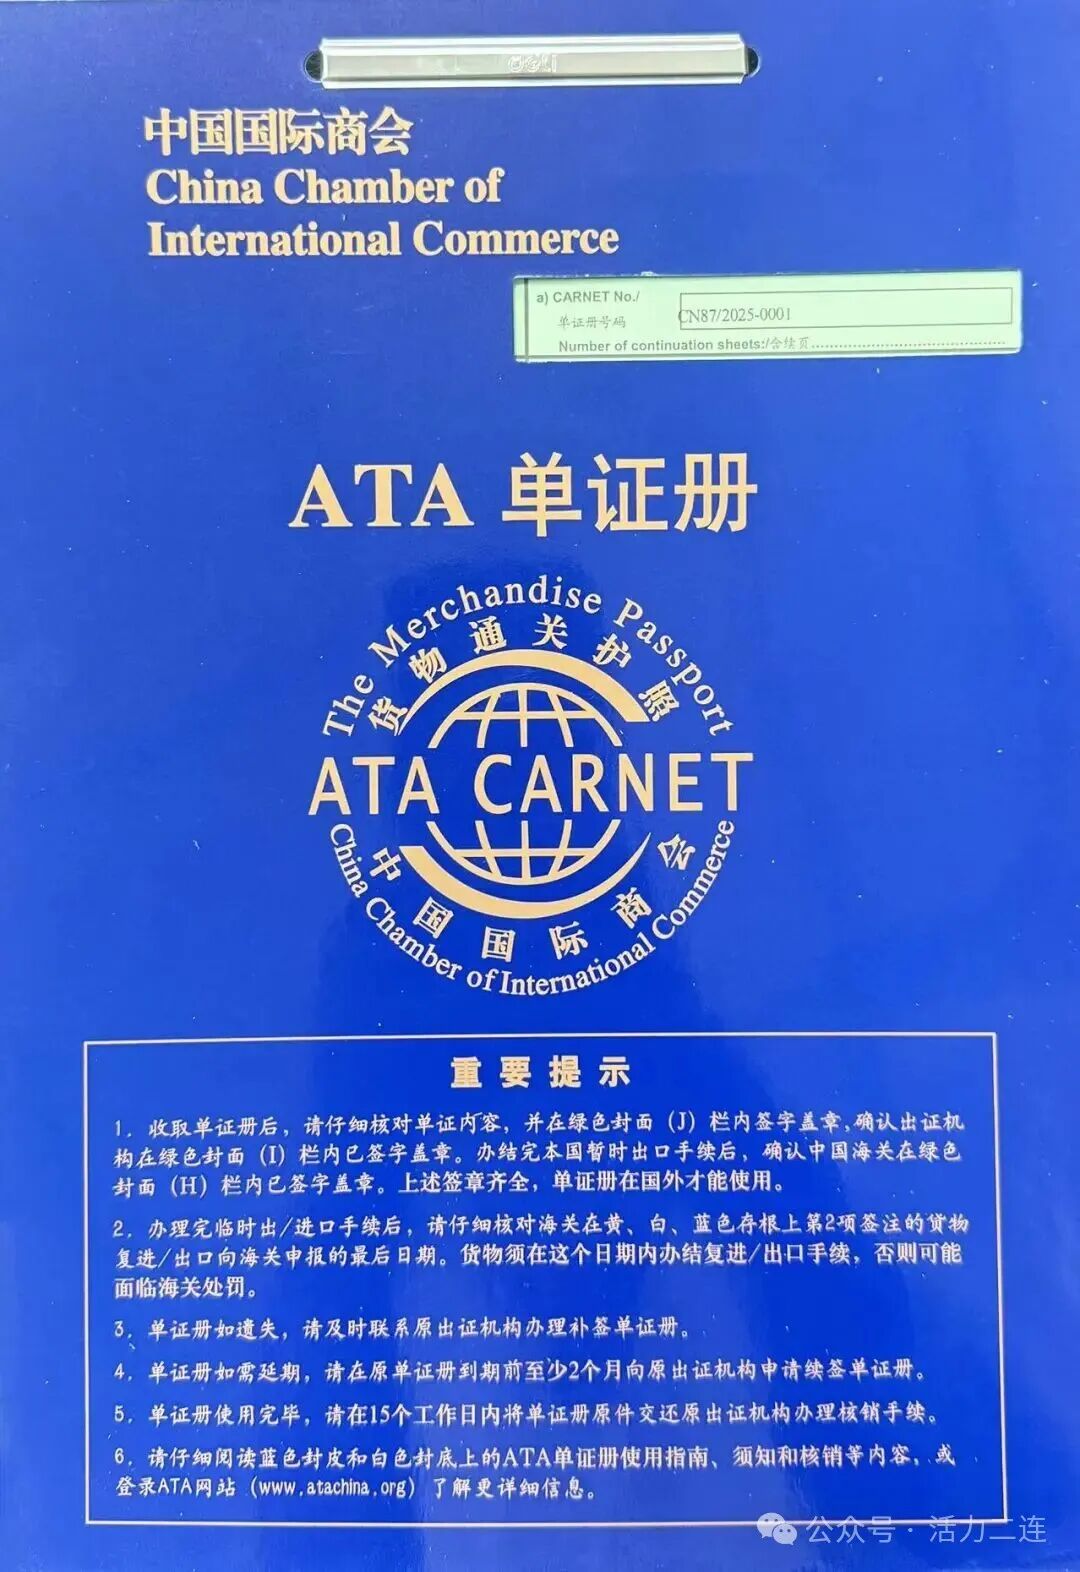 deli
中国国际商会
China Chamber of
International Commerce
a) CARNET No./
单证册号码
CN87/2025-0001
Number of continuation sheets:/含续页
ATA 单证册
The Merchandise Passport
货物通关护照
ATA CARNET
中国国际商会
China Chamber of International Commerce
重要提示
1. 收取单证册后，请仔细核对单证内容，并在绿色封面（J）栏内签字盖章，确认出证机
构在绿色封面（I）栏内已签字盖章。办结完本国暂时出口手续后，确认中国海关在绿色
封面（H）栏内已签字盖章。上述签章齐全，单证册在国外才能使用。
2. 办理完临时出/进口手续后，请仔细核对海关在黄、白、蓝色存根上第2项签注的货物
复进/出口向海关申报的最后日期。货物须在这个日期内办结复进/出口手续，否则可能
面临海关处罚。
3. 单证册如遗失，请及时联系原出证机构办理补签单证册。
4. 单证册如需延期，请在原单证册到期前至少2个月向原出证机构申请续签单证册。
5. 单证册使用完毕，请在15个工作日内将单证册原件交还原出证机构办理核销手续。
6. 请仔细阅读蓝色封皮和白色封底上的ATA单证册使用指南、须知和核销等内容，或
登录ATA网站（www.atachina.org）了解更详细信息。
公众号·活力二连